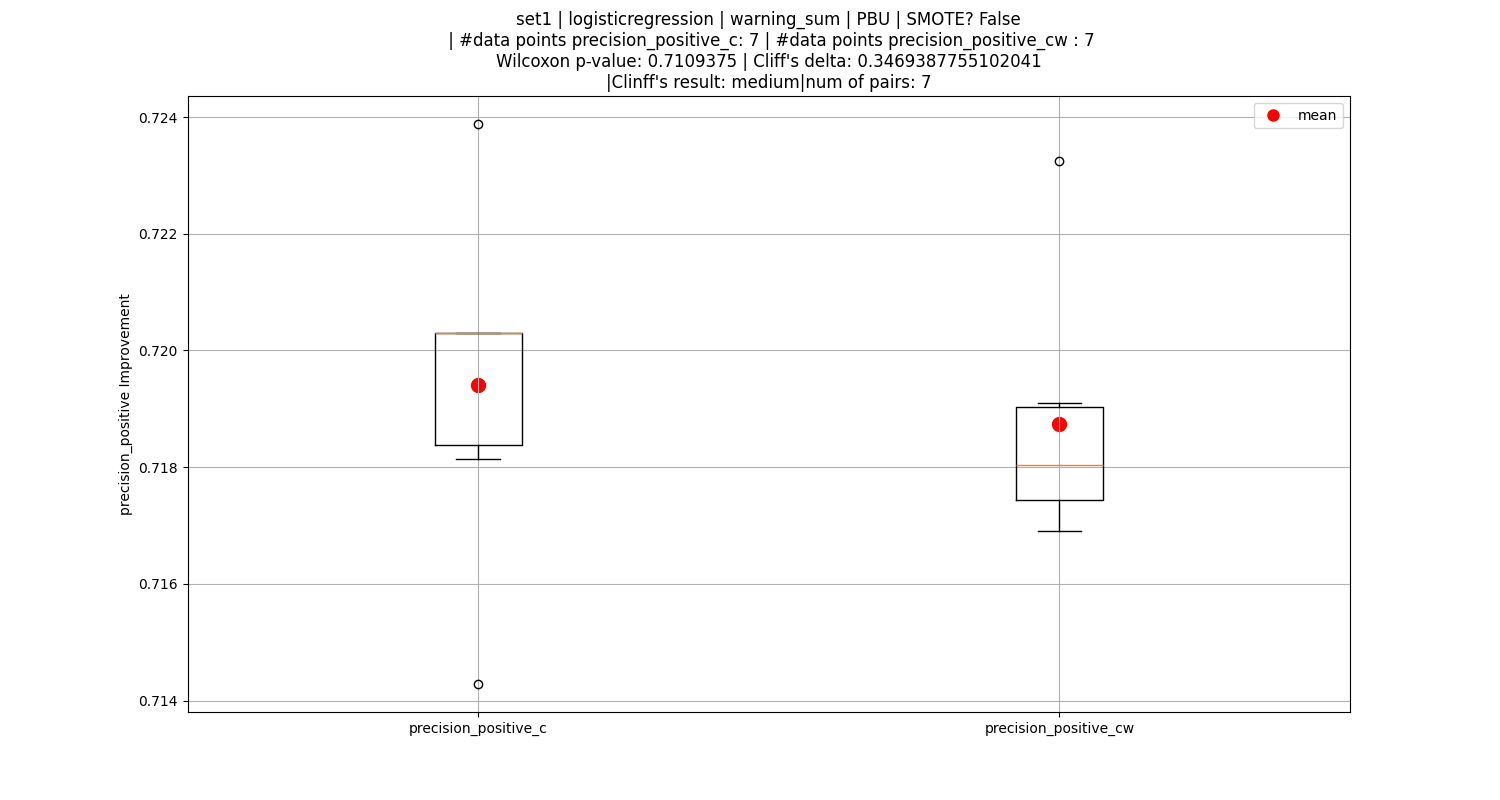 set1 | logisticregression | warning_sum | PBU | SMOTE? False
| #data points precision_positive_c: 7 | #data points precision_positive_cw : 7
Wilcoxon p-value: 0.7109375 | Cliff's delta: 0.3469387755102041
|Clinff's result: medium|num of pairs: 7
mean
0.724
0.722
0.720
0.718
0.716
0.714
precision_positive Improvement
precision_positive_c
precision_positive_cw